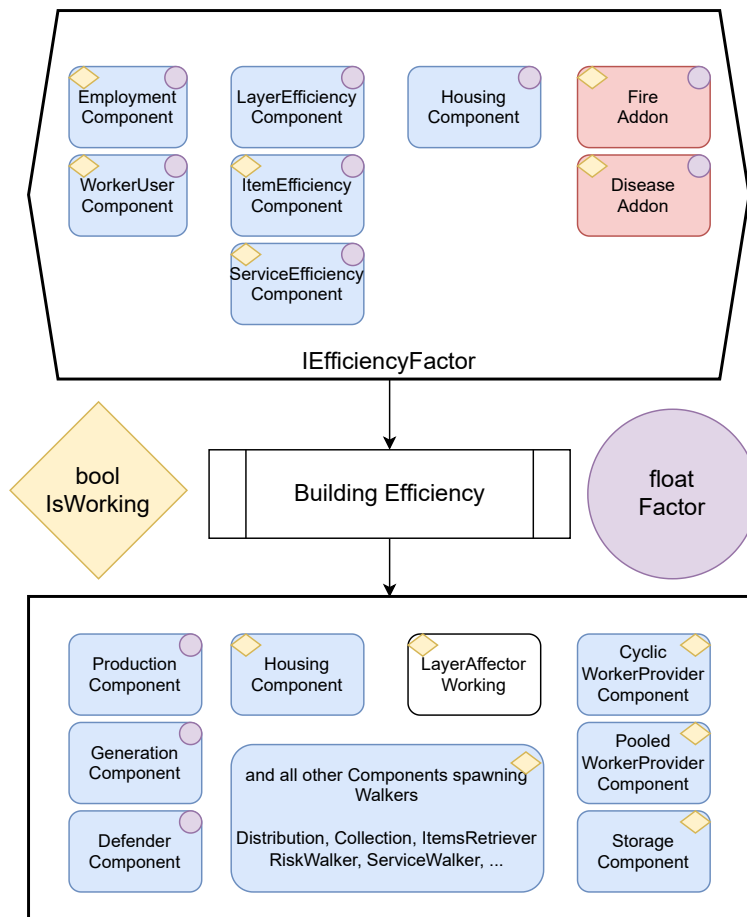 Employment
Component
LayerEfficiency
Component
Housing
Component
Fire
Addon
WorkerUser
Component
ItemEfficiency
Component
Disease
Addon
ServiceEfficiency
Component
IEfficiencyFactor
bool
IsWorking
Building Efficiency
float
Factor
Production
Component
Housing
Component
LayerAffector
Working
Cyclic
WorkerProvider
Component
Generation
Component
and all other Components spawning
Walkers
Distribution, Collection, ItemsRetriever
RiskWalker, ServiceWalker, ...
Pooled
WorkerProvider
Component
Defender
Component
Storage
Component